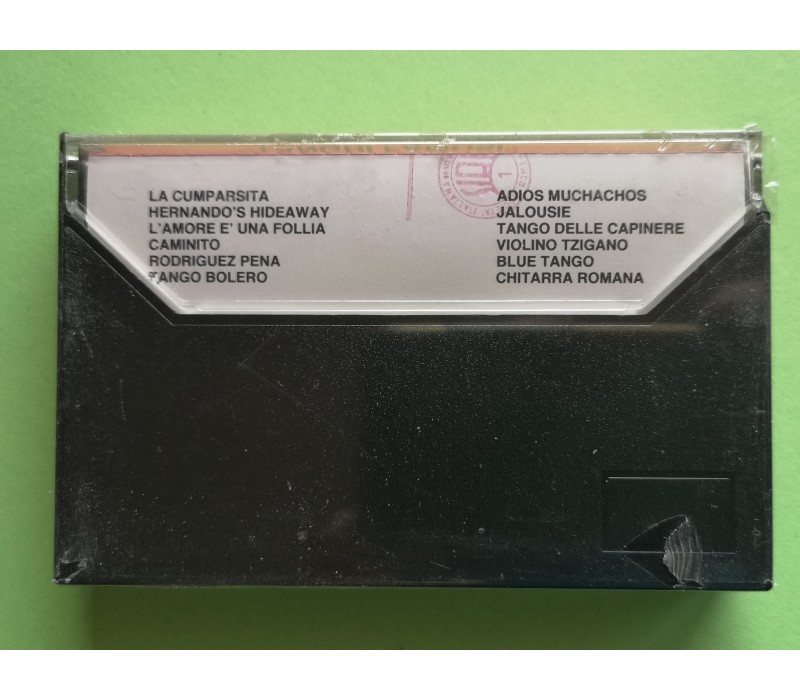 LA CUMPARSITA
HERNANDO'S HIDEAWAY
L'AMORE E' UNA FOLLIA
CAMINITO
RODRIGUEZ PENA
TANGO BOLERO
ADIOS MUCHACHOS
JALOUSIE
TANGO DELLE CAPINERE
VIOLINO TZIGANO
BLUE TANGO
CHITARRA ROMANA
1